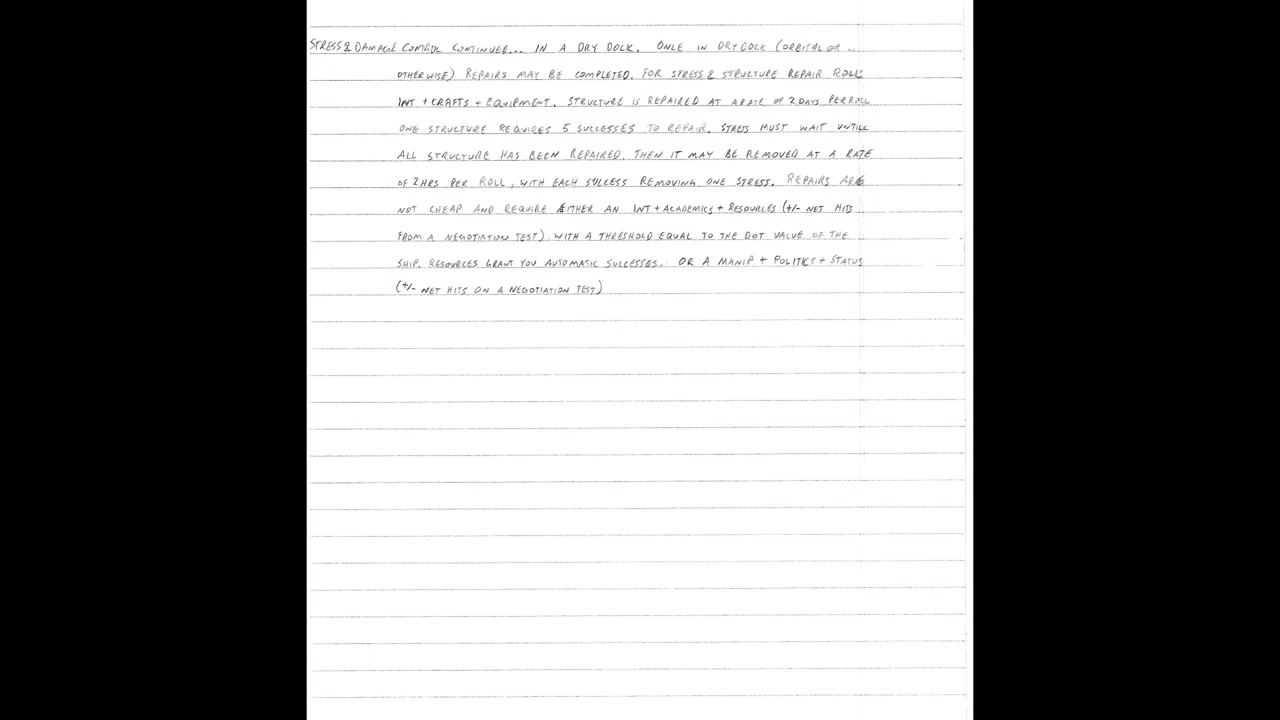 STRESS & DAMAGE CONTROL CONTINUED... IN A DRY DOCK. ONCE IN DRY DOCK (ORBITAL OR ...
OTHERWISE) REPAIRS MAY BE COMPLETED. FOR STRESS & STRUCTURE REPAIR ROLL
INT + CRAFTS + EQUIPMENT. STRUCTURE IS REPAIRED AT A RATE OF 2 DAYS PER ROLL
ONE STRUCTURE REQUIRES 5 SUCCESSES TO REPAIR. STRESS MUST WAIT UNTILL
ALL STRUCTURE HAS BEEN REPAIRED. THEN IT MAY BE REMOVED AT A RATE
OF 2 HRS PER ROLL, WITH EACH SUCCESS REMOVING ONE STRESS. REPAIRS ARE
NOT CHEAP AND REQUIRE EITHER AN INT + ACADEMICS + RESOURCES (+/- NET HITS
FROM A NEGOTIATION TEST) WITH A THRESHOLD EQUAL TO THE DOT VALUE OF THE
SHIP. RESOURCES GRANT YOU AUTOMATIC SUCCESSES. OR A MANIP + POLITICS + STATUS
(+/- NET HITS ON A NEGOTIATION TEST)